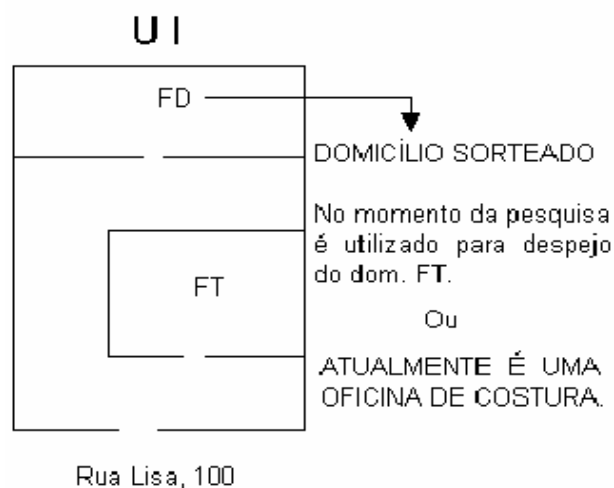 UI
FD
DOMICÍLIO SORTEADO
No momento da pesquisa
é utilizado para despejo
do dom. FT.
FT
Ou
ATUALMENTE É UMA
OFICINA DE COSTURA.
Rua Lisa, 100